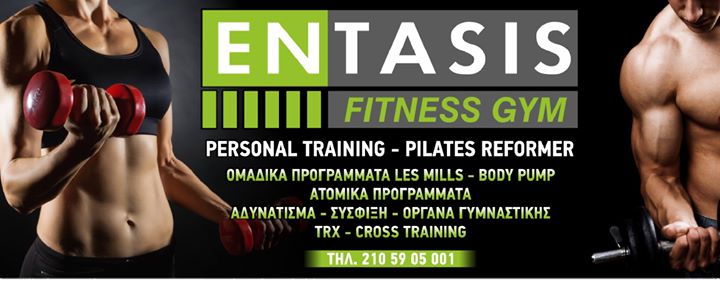 ENTASIS
FITNESS GYM
PERSONAL TRAINING - PILATES REFORMER
ΟΜΑΔΙΚΑ ΠΡΟΓΡΑΜΜΑΤΑ LES MILLS - BODY PUMP
ΑΤΟΜΙΚΑ ΠΡΟΓΡΑΜΜΑΤΑ
ΑΔΥΝΑΤΙΣΜΑ - ΣΥΣΦΙΞΗ - ΟΡΓΑΝΑ ΓΥΜΝΑΣΤΙΚΗΣ
TRX - CROSS TRAINING
ΤΗΛ. 210 59 05 001